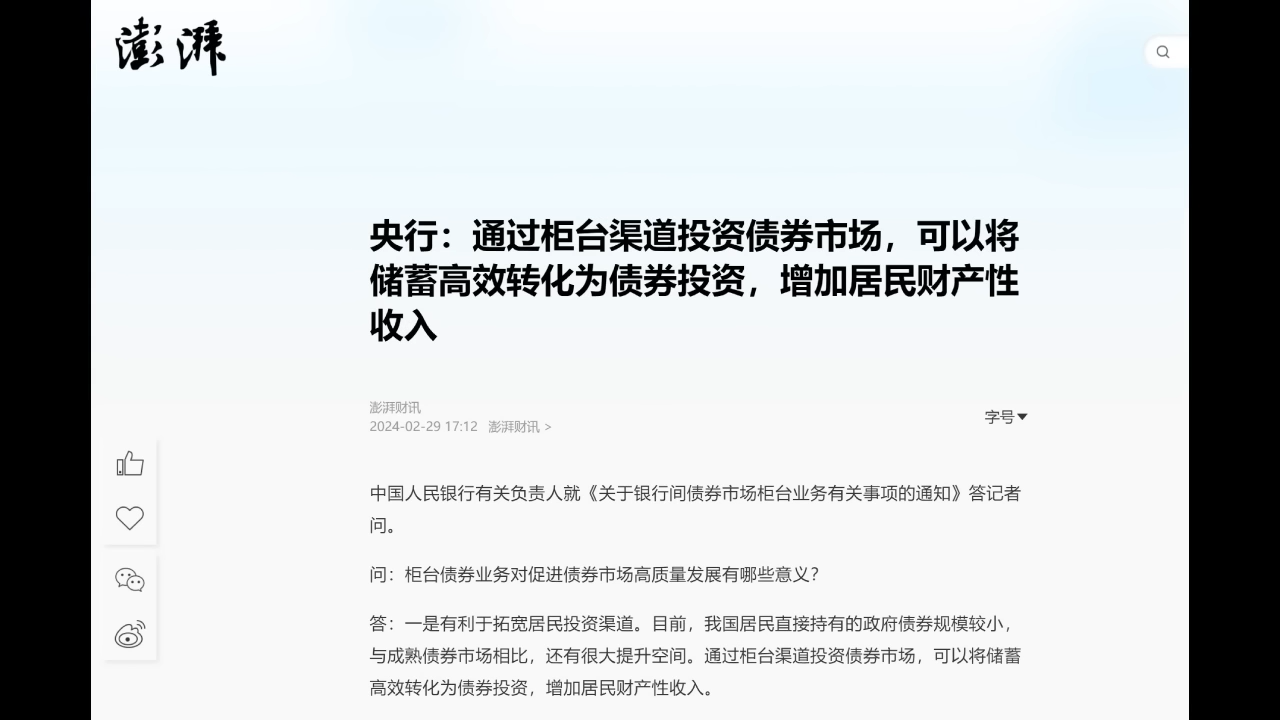 澎湃
央行：通过柜台渠道投资债券市场，可以将
储蓄高效转化为债券投资，增加居民财产性
收入
澎湃财讯
2024-02-29 17:12 澎湃财讯 >
字号
中国人民银行有关负责人就《关于银行间债券市场柜台业务有关事项的通知》答记者
问。
问：柜台债券业务对促进债券市场高质量发展有哪些意义？
答：一是有利于拓宽居民投资渠道。目前，我国居民直接持有的政府债券规模较小，
与成熟债券市场相比，还有很大提升空间。通过柜台渠道投资债券市场，可以将储蓄
高效转化为债券投资，增加居民财产性收入。